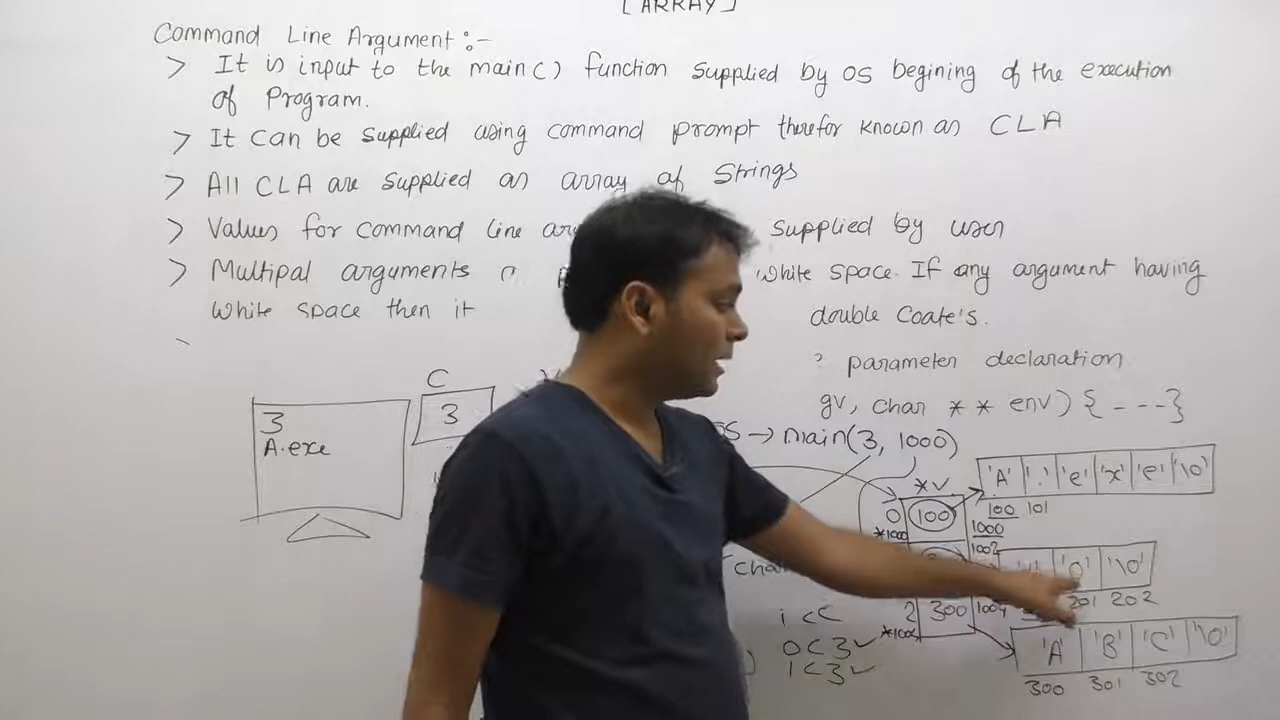 [ARRAY]
Command Line Argument :-
> It is input to the main() function supplied by OS begining of the execution
of Program.
> It can be supplied using command prompt therefor known as CLA
> All CLA are supplied as array of Strings
> Values for command line supplied by user
> Multipal arguments white space. If any argument having
white space then it double Coate's.
parameter declaration
gv, char ** env) { ---- }
C
3
A.exe
3
OS → main(3, 1000)
*v
'A' '.' 'e' 'x' 'e' '\0'
0 100
100 101
*1000
1000
1002
'0' '\0'
char
201 202
i < C
2 300
1004
0<3 ✓
1<3 ✓
'A' 'B' 'C' '\0'
300 301 302